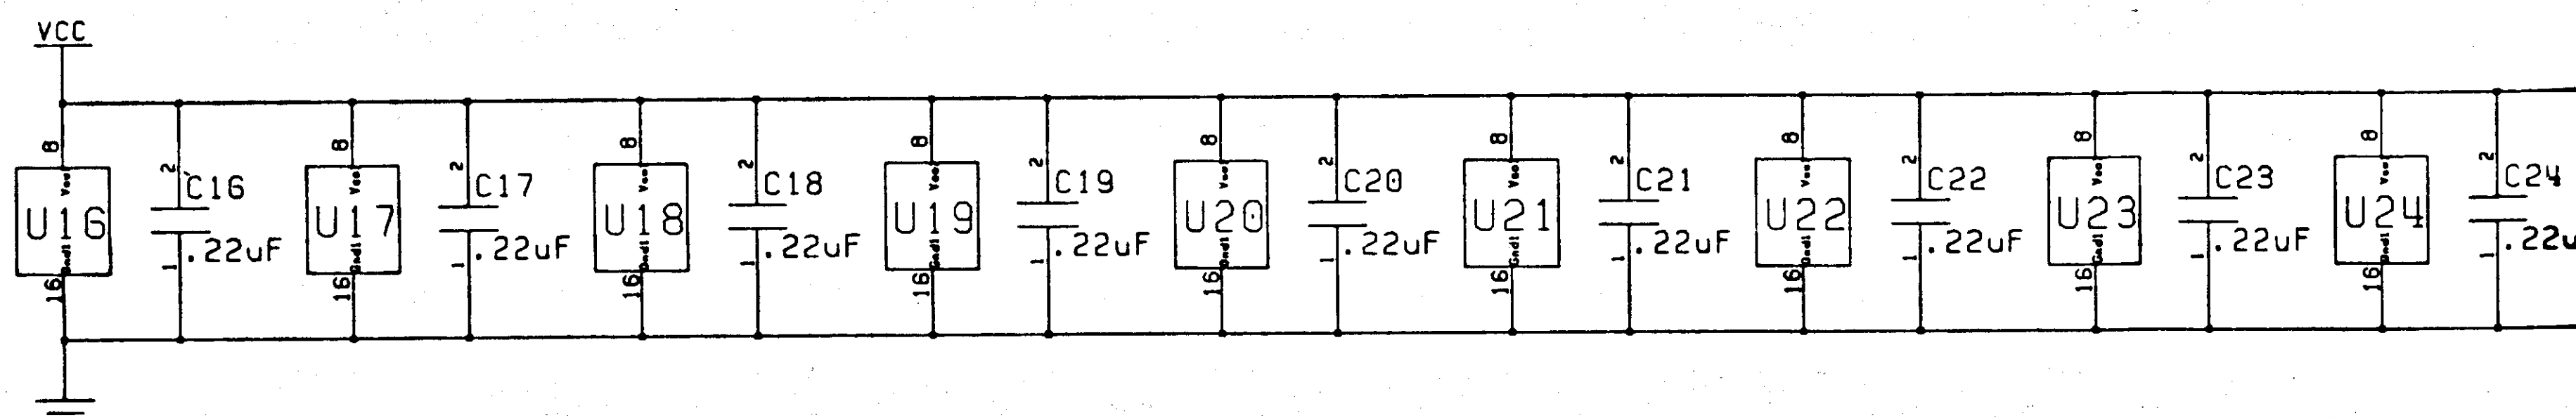 VCC
8 8 8 8 8 8 8 8 8
2 2 2 2 2 2 2 2 2
C16 C17 C18 C19 C20 C21 C22 C23 C24
U16 U17 U18 U19 U20 U21 U22 U23 U24
.22uF .22uF .22uF .22uF .22uF .22uF .22uF .22uF .22u
1 1 1 1 1 1 1 1 1
16 16 16 16 16 16 16 16 16